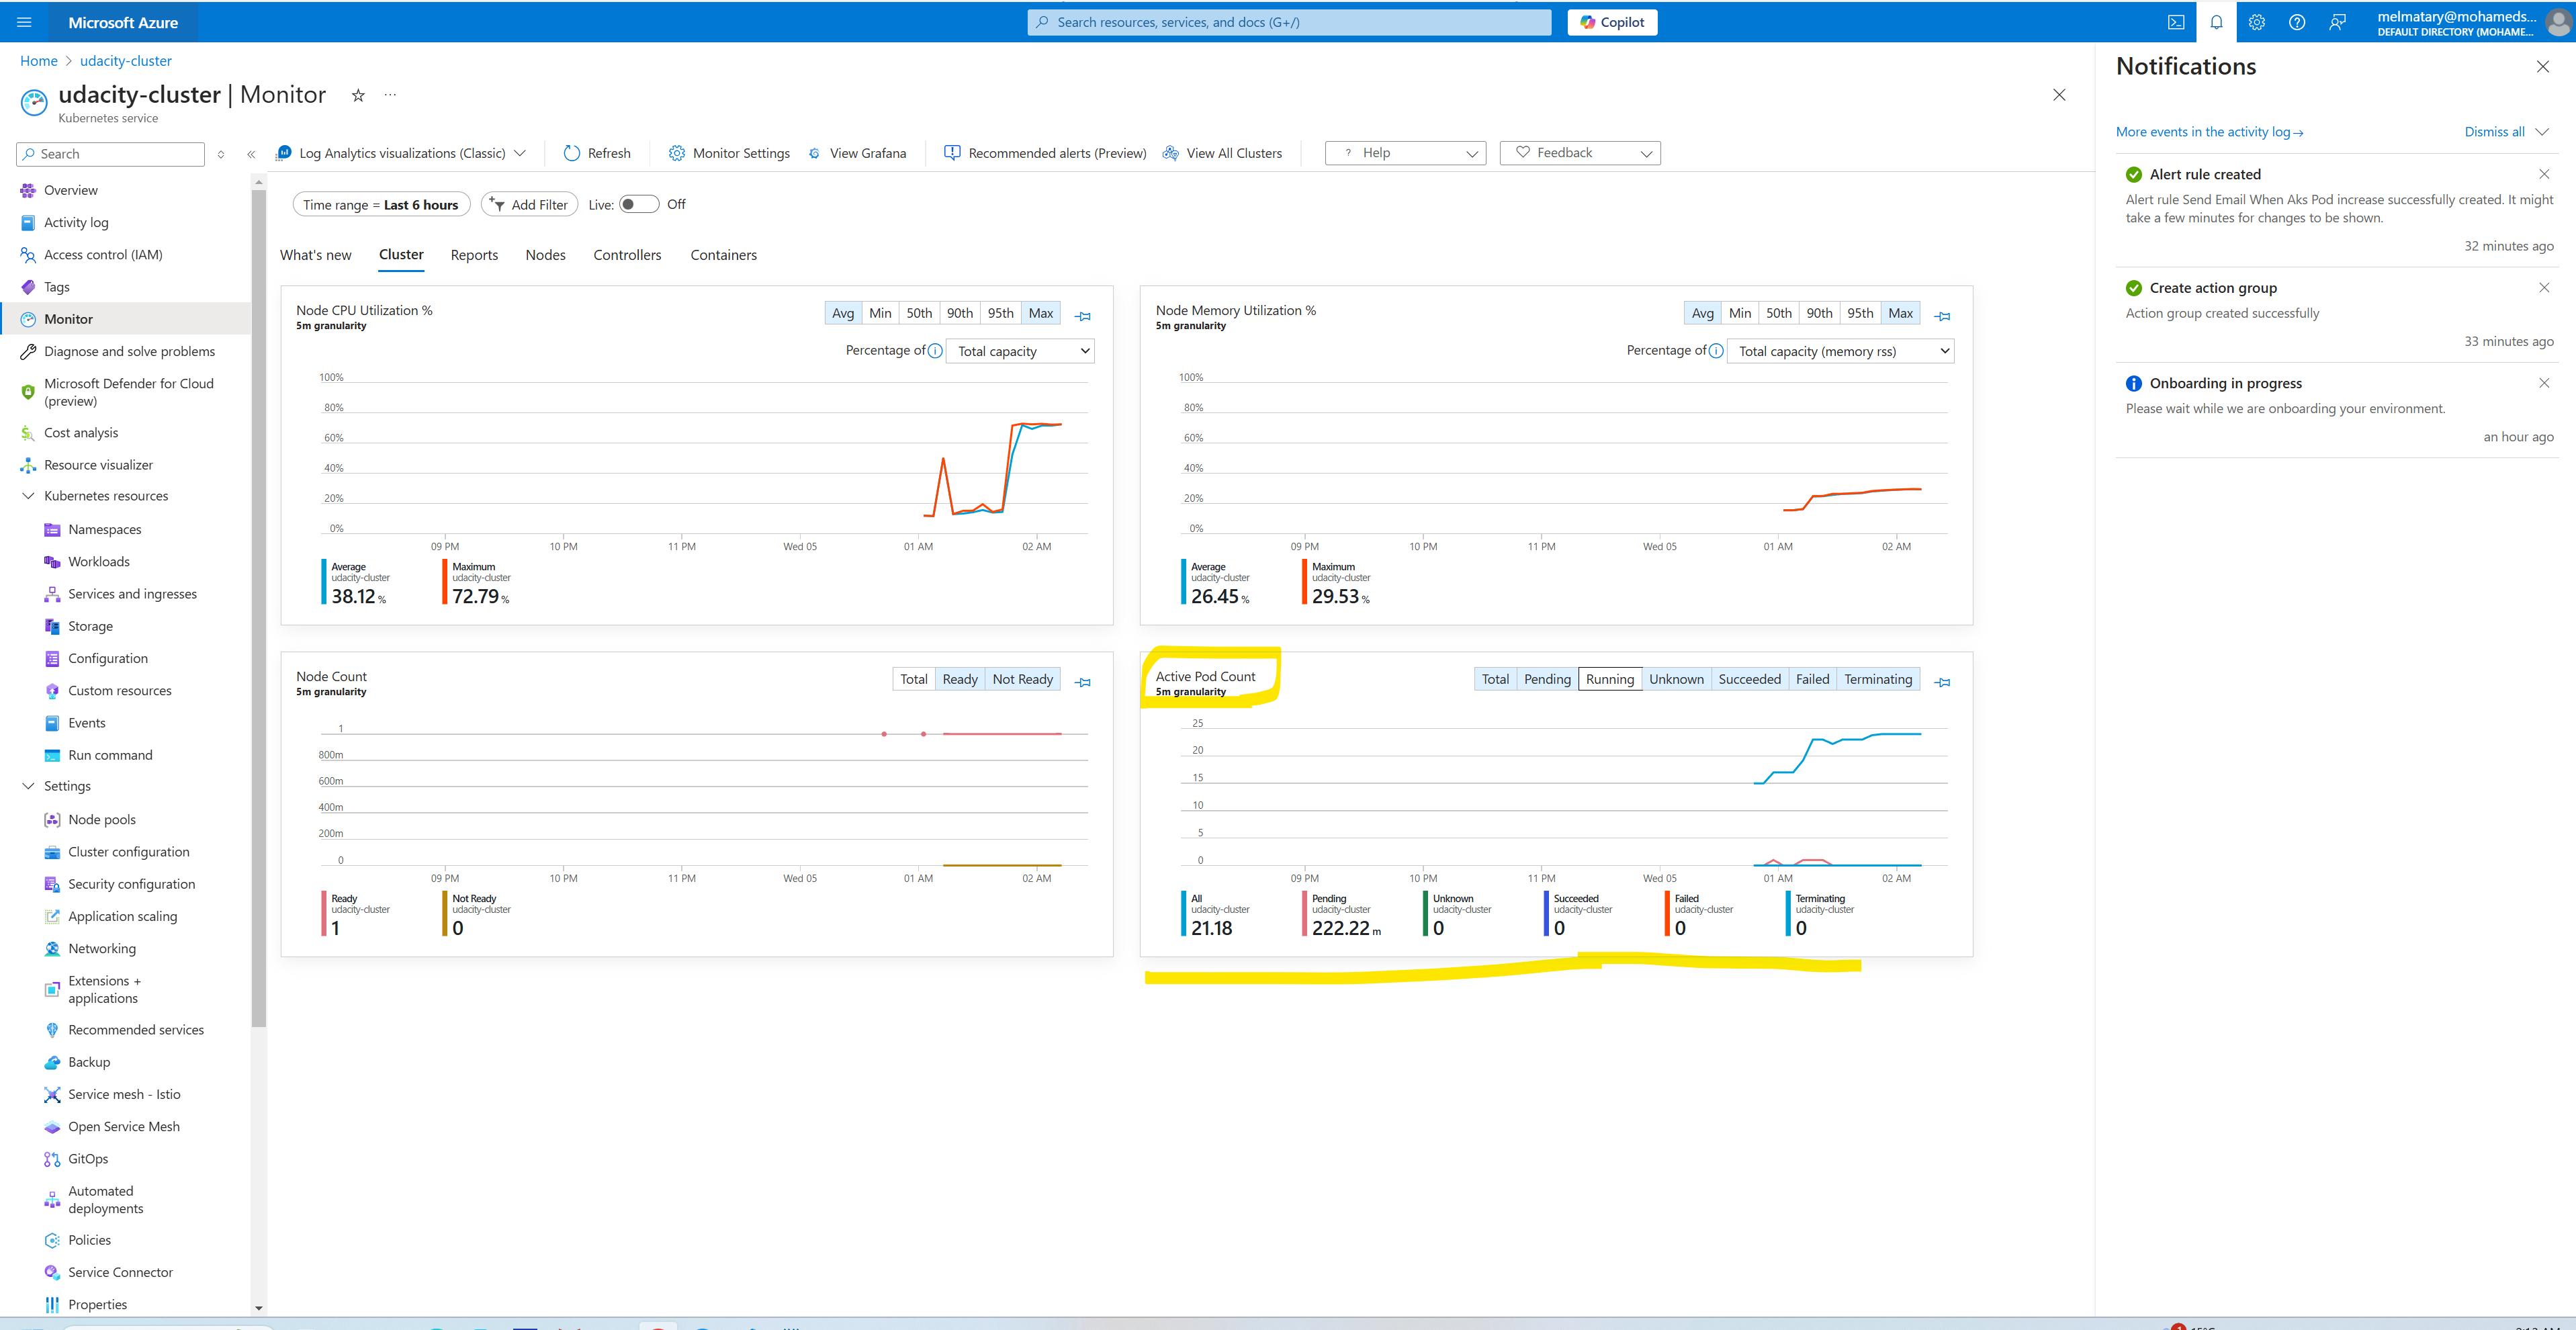 Microsoft Azure
Search resources, services, and docs (G+/)
Copilot
melmatary@mohameds...
DEFAULT DIRECTORY (MOHAME...
Home > udacity-cluster
udacity-cluster | Monitor
Kubernetes service
Search
Log Analytics visualizations (Classic)
Refresh
Monitor Settings
View Grafana
Recommended alerts (Preview)
View All Clusters
? Help
Feedback
Overview
Activity log
Access control (IAM)
Tags
Monitor
Diagnose and solve problems
Microsoft Defender for Cloud
(preview)
Cost analysis
Resource visualizer
Kubernetes resources
Namespaces
Workloads
Services and ingresses
Storage
Configuration
Custom resources
Events
Run command
Settings
Node pools
Cluster configuration
Security configuration
Application scaling
Networking
Extensions +
applications
Recommended services
Backup
Service mesh - Istio
Open Service Mesh
GitOps
Automated
deployments
Policies
Service Connector
Properties
Time range = Last 6 hours
Add Filter
Live: Off
What's new Cluster Reports Nodes Controllers Containers
Node CPU Utilization %
5m granularity
Avg Min 50th 90th 95th Max
Percentage of Total capacity
100%
80%
60%
40%
20%
0%
09 PM 10 PM 11 PM Wed 05 01 AM 02 AM
Average
udacity-cluster
38.12 %
Maximum
udacity-cluster
72.79 %
Node Memory Utilization %
5m granularity
Avg Min 50th 90th 95th Max
Percentage of Total capacity (memory rss)
100%
80%
60%
40%
20%
0%
09 PM 10 PM 11 PM Wed 05 01 AM 02 AM
Average
udacity-cluster
26.45 %
Maximum
udacity-cluster
29.53 %
Node Count
5m granularity
Total Ready Not Ready
1
800m
600m
400m
200m
0
09 PM 10 PM 11 PM Wed 05 01 AM 02 AM
Ready
udacity-cluster
1
Not Ready
udacity-cluster
0
Active Pod Count
5m granularity
Total Pending Running Unknown Succeeded Failed Terminating
25
20
15
10
5
0
09 PM 10 PM 11 PM Wed 05 01 AM 02 AM
All
udacity-cluster
21.18
Pending
udacity-cluster
222.22 m
Unknown
udacity-cluster
0
Succeeded
udacity-cluster
0
Failed
udacity-cluster
0
Terminating
udacity-cluster
0
Notifications
More events in the activity log →
Dismiss all
Alert rule created
Alert rule Send Email When Aks Pod increase successfully created. It might
take a few minutes for changes to be shown.
32 minutes ago
Create action group
Action group created successfully
33 minutes ago
Onboarding in progress
Please wait while we are onboarding your environment.
an hour ago